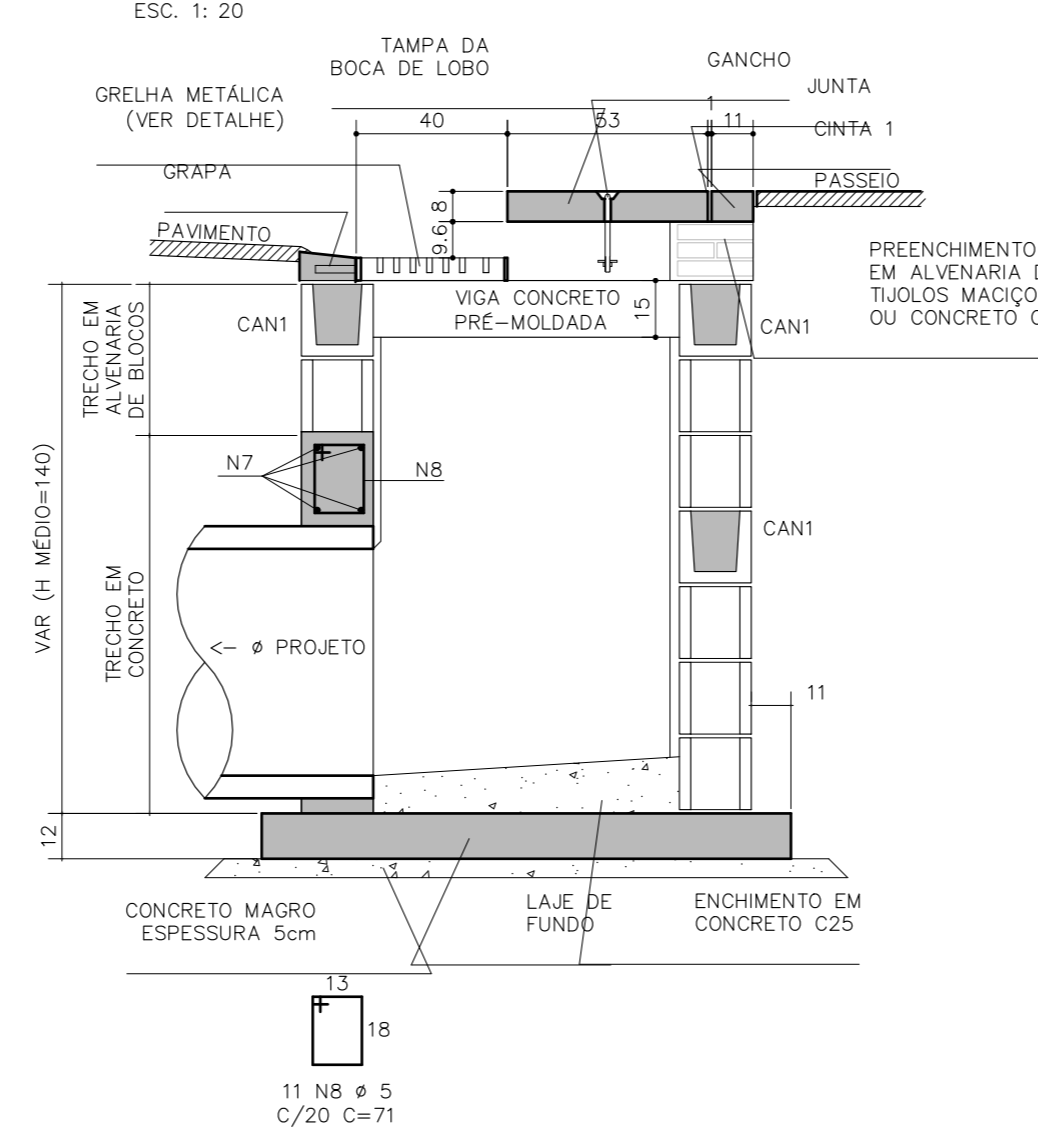 ESC. 1: 20
TAMPA DA
BOCA DE LOBO
GANCHO
JUNTA
GRELHA METÁLICA
(VER DETALHE)
40
53
1
11
CINTA 1
GRAPA
PASSEIO
8
9.6
PAVIMENTO
PREENCHIMENTO
EM ALVENARIA D
TIJOLOS MACIÇO
OU CONCRETO C
VIGA CONCRETO
PRÉ-MOLDADA
15
CAN1
CAN1
TRECHO EM
ALVENARIA
DE BLOCOS
N7
N8
CAN1
VAR (H MÉDIO=140)
TRECHO EM
CONCRETO
<- ø PROJETO
11
12
CONCRETO MAGRO
ESPESSURA 5cm
LAJE DE
FUNDO
ENCHIMENTO EM
CONCRETO C25
13
18
11 N8 ø 5
C/20 C=71